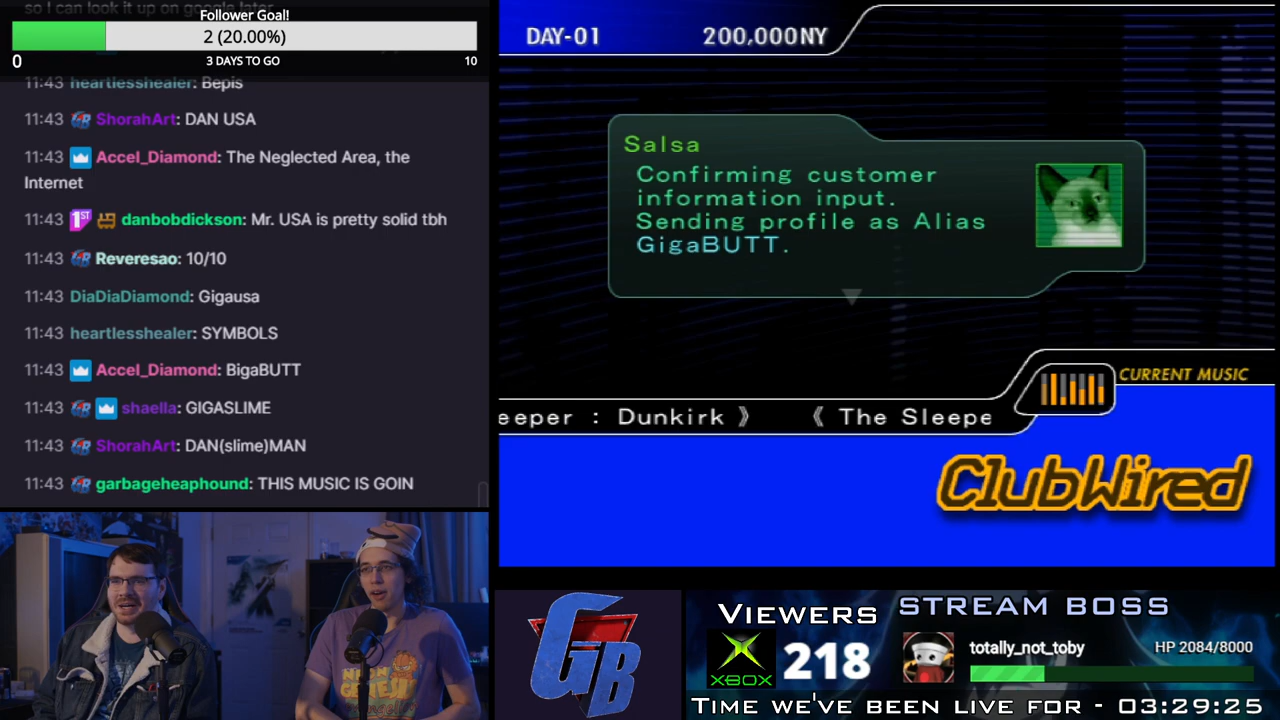 so I can look it up on google later
Follower Goal!
2 (20.00%)
0
3 DAYS TO GO
10
11:43 heartlesshealer: Bepis
11:43 ShorahArt: DAN USA
11:43 Accel_Diamond: The Neglected Area, the
Internet
11:43 1ST danbobdickson: Mr. USA is pretty solid tbh
11:43 Reveresao: 10/10
11:43 DiaDiaDiamond: Gigausa
11:43 heartlesshealer: SYMBOLS
11:43 Accel_Diamond: BigaBUTT
11:43 shaella: GIGASLIME
11:43 ShorahArt: DAN(slime)MAN
11:43 garbageheaphound: THIS MUSIC IS GOIN
DAY-01 200,000NY
Salsa
Confirming customer
information input.
Sending profile as Alias
GigaBUTT.
CURRENT MUSIC
eeper : Dunkirk 》 《 The Sleepe
ClubWired
GB
VIEWERS
XBOX
218
STREAM BOSS
totally_not_toby HP 2084/8000
TIME WE'VE BEEN LIVE FOR - 03:29:25